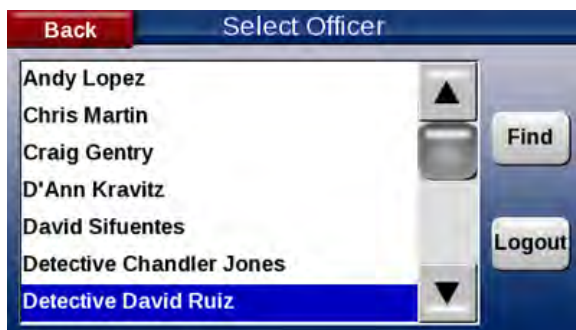 Back
Select Officer
Andy Lopez
Chris Martin
Craig Gentry
D'Ann Kravitz
David Sifuentes
Detective Chandler Jones
Detective David Ruiz
Find
Logout